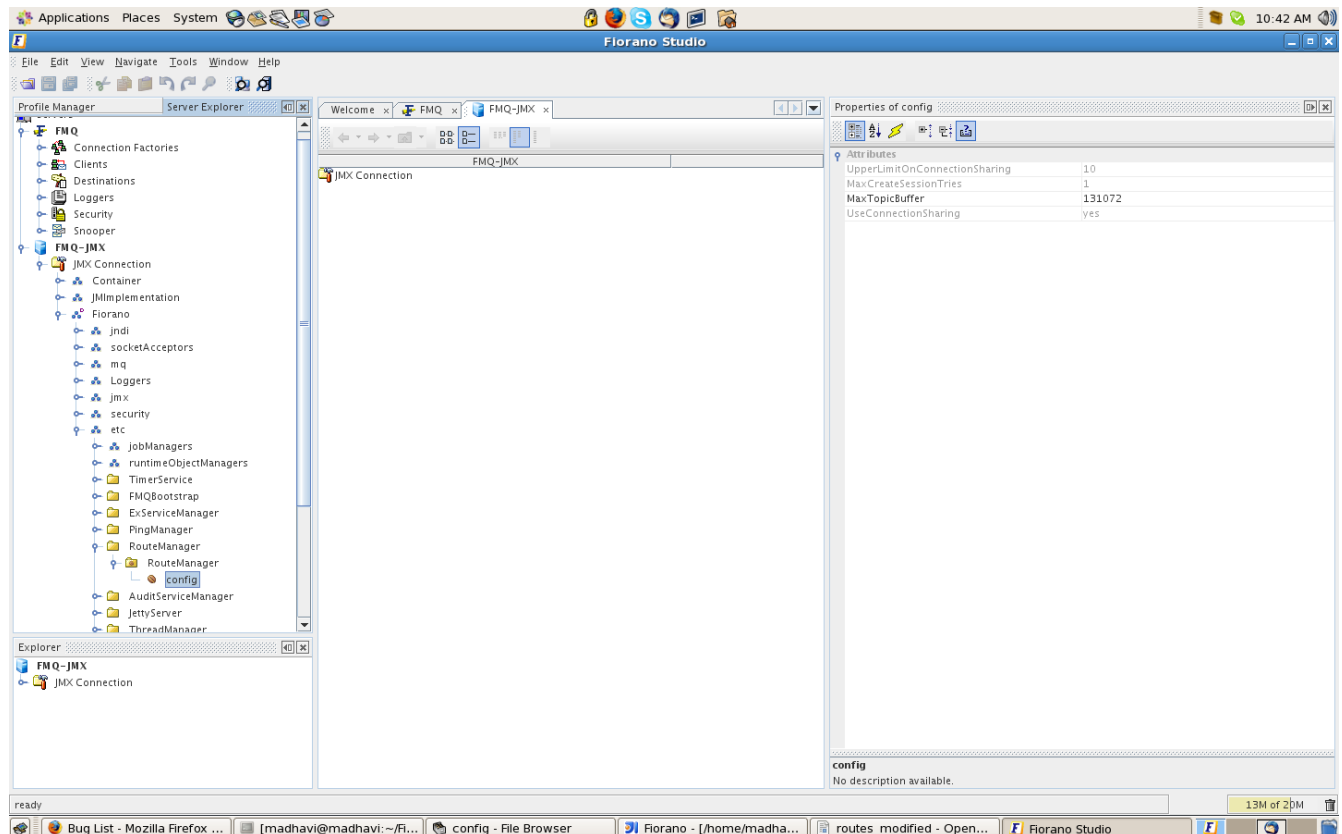 Applications Places System
10:42 AM
Fiorano Studio
File Edit View Navigate Tools Window Help
Profile Manager
Server Explorer
FMQ
Connection Factories
Clients
Destinations
Loggers
Security
Snooper
FMQ-JMX
JMX Connection
Container
JMImplementation
Fiorano
jndi
socketAcceptors
mq
Loggers
jmx
security
etc
jobManagers
runtimeObjectManagers
TimerService
FMQBootstrap
ExServiceManager
PingManager
RouteManager
RouteManager
config
AuditServiceManager
JettyServer
ThreadManager
Explorer
FMQ-JMX
JMX Connection
Welcome
FMQ
FMQ-JMX
FMQ-JMX
JMX Connection
Properties of config
Attributes
UpperLimitOnConnectionSharing 10
MaxCreateSessionTries 1
MaxTopicBuffer 131072
UseConnectionSharing yes
config
No description available.
ready
13M of 20M
Bug List - Mozilla Firefox ...
[madhavi@madhavi:~/Fi...
config - File Browser
Fiorano - [/home/madha...
routes_modified - Open...
Fiorano Studio